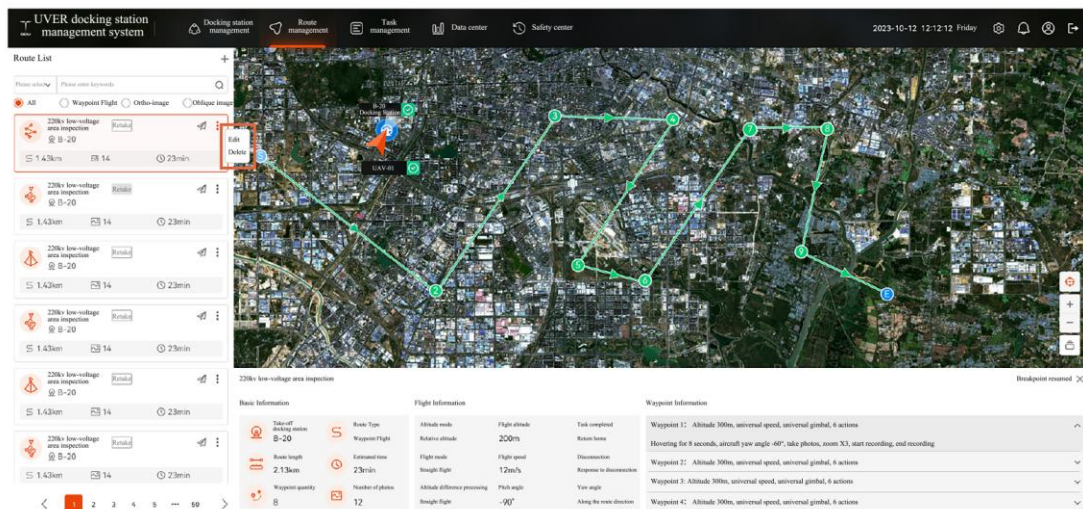 UVER docking station
management system
MENU
Docking station
management
Route
management
Task
management
Data center
Safety center
2023-10-12 12:12:12 Friday
Route List
+
Please select
Please enter keywords
All
Waypoint Flight
Ortho-image
Oblique image
220kv low-voltage
area inspection
Retake
B-20
1.43km
14
23min
Edit
Delete
220kv low-voltage
area inspection
Retake
B-20
1.43km
14
23min
220kv low-voltage
area inspection
Retake
B-20
1.43km
14
23min
220kv low-voltage
area inspection
Retake
B-20
1.43km
14
23min
220kv low-voltage
area inspection
Retake
B-20
1.43km
14
23min
220kv low-voltage
area inspection
Retake
B-20
1.43km
14
23min
< 1 2 3 4 5 ••• 50 >
Docking Station
UAV-01
S
2
3
4
5
6
7
8
9
E
+
−
220kv low-voltage area inspection
Breakpoint resumed
Basic Information
Take-off
docking station
B-20
Route Type
Waypoint Flight
Route length
2.13km
Estimated time
23min
Waypoint quantity
8
Number of photos
12
Flight Information
Altitude mode
Relative altitude
Flight altitude
200m
Task completed
Return home
Flight mode
Straight flight
Flight speed
12m/s
Disconnection
Response to disconnection
Altitude difference processing
Straight flight
Pitch angle
-90°
Yaw angle
Along the route direction
Waypoint Information
Waypoint 1: Altitude 300m, universal speed, universal gimbal, 6 actions
Hovering for 8 seconds, aircraft yaw angle -60°, take photos, zoom X3, start recording, end recording
Waypoint 2: Altitude 300m, universal speed, universal gimbal, 6 actions
Waypoint 3: Altitude 300m, universal speed, universal gimbal, 6 actions
Waypoint 4: Altitude 300m, universal speed, universal gimbal, 6 actions